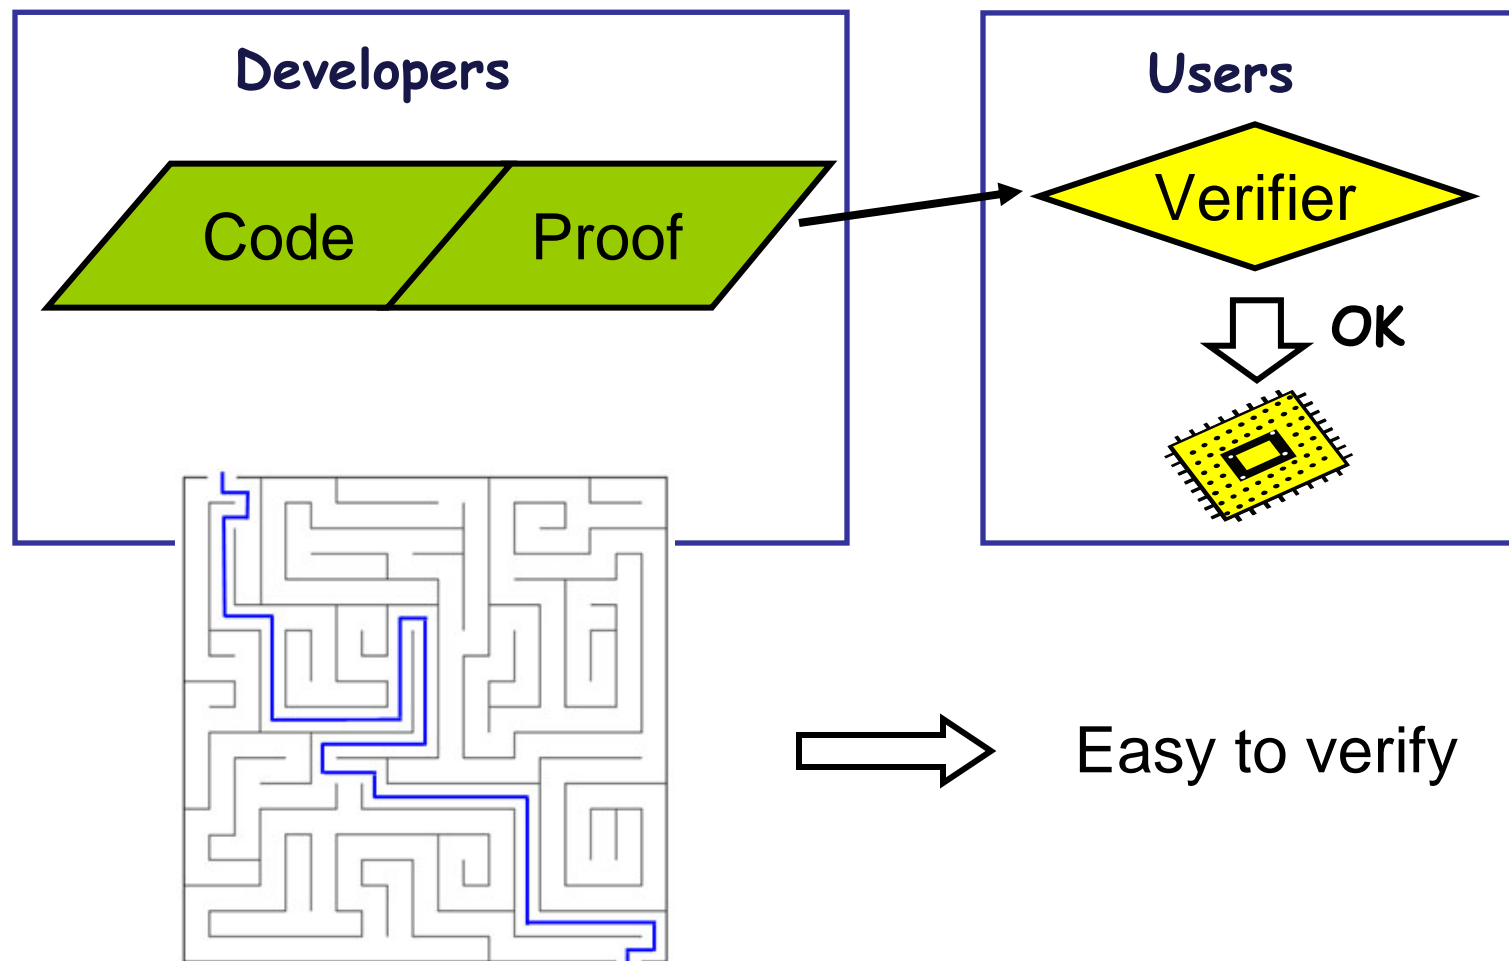 Developers
Users
Code
Proof
Verifier
OK
Easy to verify